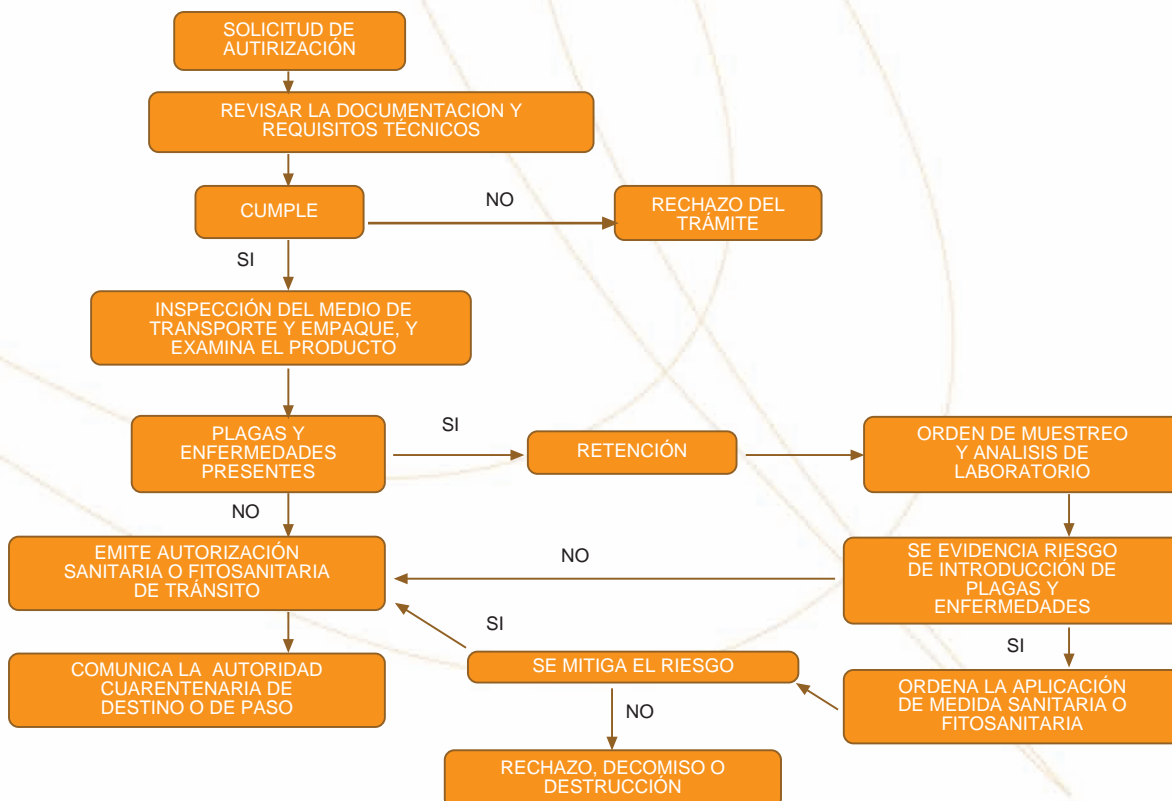 SOLICITUD DE
AUTIRIZACIÓN
REVISAR LA DOCUMENTACION Y
REQUISITOS TÉCNICOS
CUMPLE
NO
RECHAZO DEL
TRÁMITE
SI
INSPECCIÓN DEL MEDIO DE
TRANSPORTE Y EMPAQUE, Y
EXAMINA EL PRODUCTO
PLAGAS Y
ENFERMEDADES
PRESENTES
SI
RETENCIÓN
ORDEN DE MUESTREO
Y ANALISIS DE
LABORATORIO
NO
EMITE AUTORIZACIÓN
SANITARIA O FITOSANITARIA
DE TRÁNSITO
NO
SE EVIDENCIA RIESGO
DE INTRODUCCIÓN DE
PLAGAS Y
ENFERMEDADES
SI
SI
COMUNICA LA  AUTORIDAD
CUARENTENARIA DE
DESTINO O DE PASO
SE MITIGA EL RIESGO
ORDENA LA APLICACIÓN
DE MEDIDA SANITARIA O
FITOSANITARIA
NO
RECHAZO, DECOMISO O
DESTRUCCIÓN